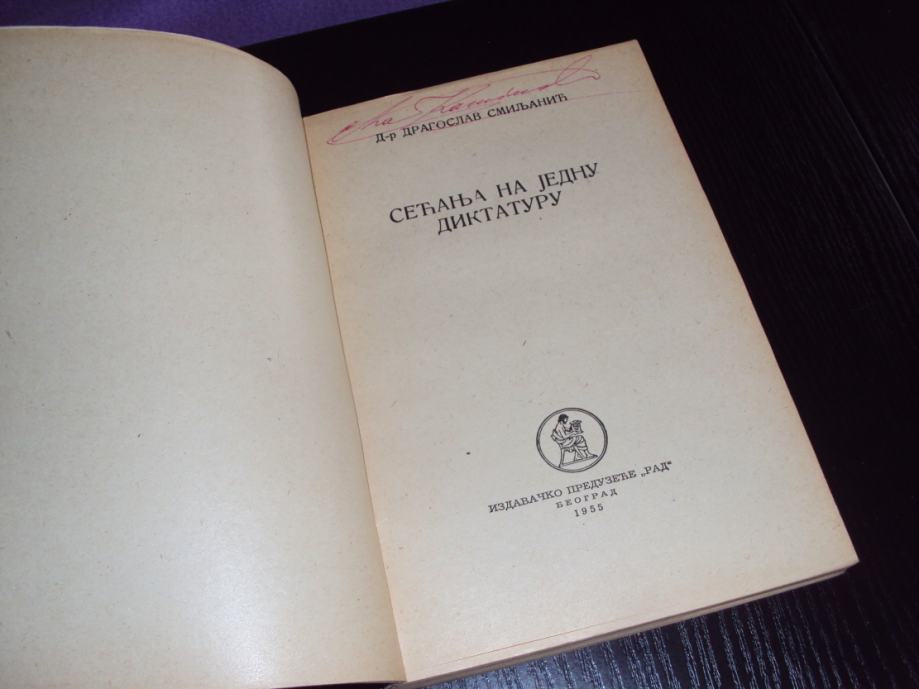 Д-р ДРАГОСЛАВ СМИЉАНИЋ
СЕЋАЊА НА ЈЕДНУ
ДИКТАТУРУ
ИЗДАВАЧКО ПРЕДУЗЕЋЕ „РАД“
БЕОГРАД
1955